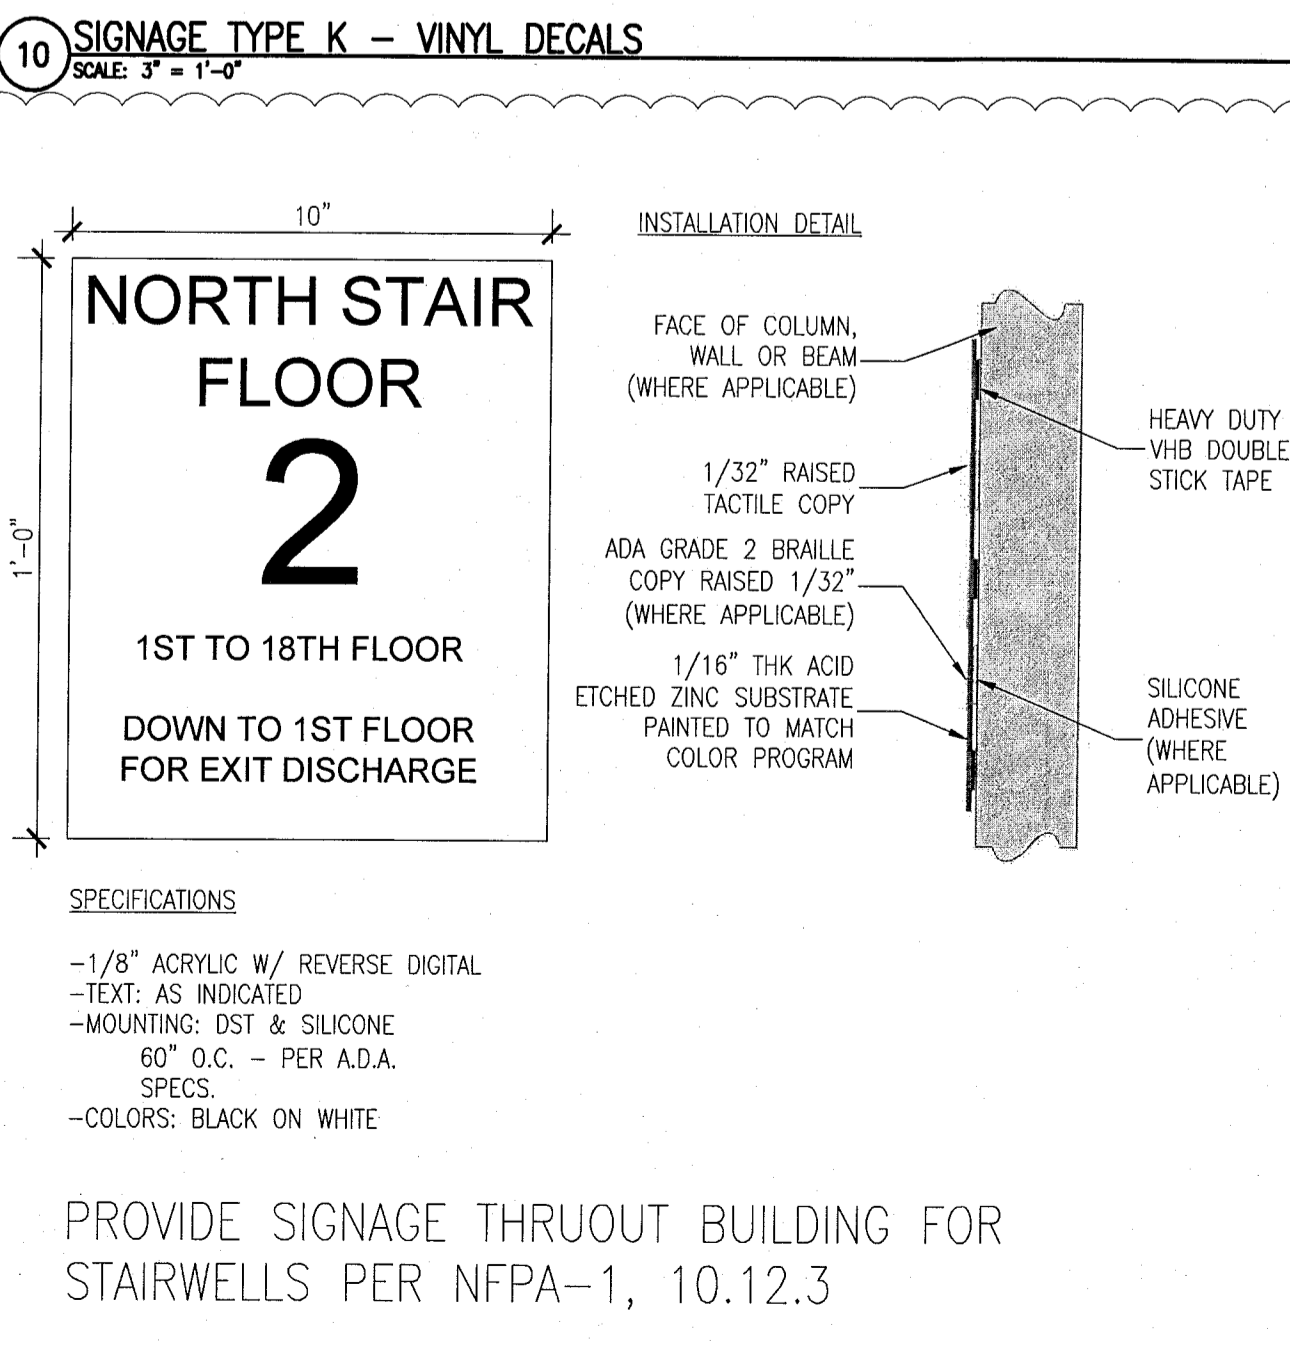 10
SIGNAGE TYPE K - VINYL DECALS
SCALE: 3" = 1'-0"
10"
1'-0"
NORTH STAIR
FLOOR
2
1ST TO 18TH FLOOR
DOWN TO 1ST FLOOR
FOR EXIT DISCHARGE
INSTALLATION DETAIL
FACE OF COLUMN,
WALL OR BEAM
(WHERE APPLICABLE)
1/32" RAISED
TACTILE COPY
ADA GRADE 2 BRAILLE
COPY RAISED 1/32"
(WHERE APPLICABLE)
1/16" THK ACID
ETCHED ZINC SUBSTRATE
PAINTED TO MATCH
COLOR PROGRAM
HEAVY DUTY
VHB DOUBLE
STICK TAPE
SILICONE
ADHESIVE
(WHERE
APPLICABLE)
SPECIFICATIONS
-1/8" ACRYLIC W/ REVERSE DIGITAL
-TEXT: AS INDICATED
-MOUNTING: DST & SILICONE
60" O.C. - PER A.D.A.
SPECS.
-COLORS: BLACK ON WHITE
PROVIDE SIGNAGE THRUOUT BUILDING FOR
STAIRWELLS PER NFPA-1, 10.12.3